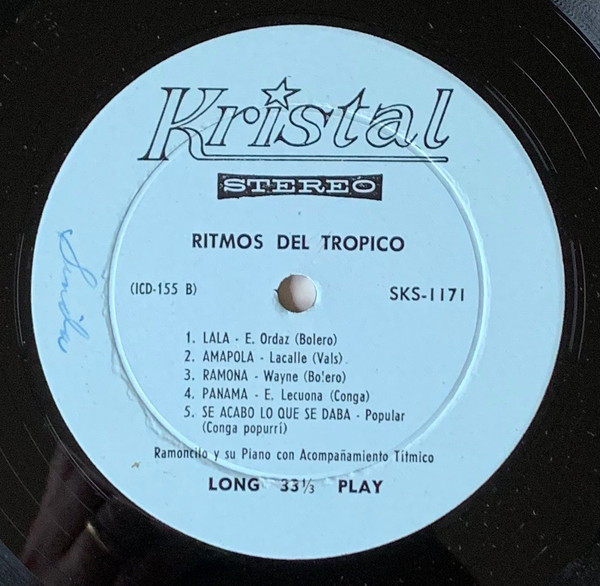 Kristal
STEREO
RITMOS DEL TROPICO
(ICD-155 B)
SKS-1171
1. LALA - E. Ordaz (Bolero)
2. AMAPOLA - Lacalle (Vals)
3. RAMONA - Wayne (Bolero)
4. PANAMA - E. Lecuona (Conga)
5. SE ACABO LO QUE SE DABA - Popular
(Conga popurrí)
Ramoncito y su Piano con Acompañamiento Títmico
LONG 33⅓ PLAY